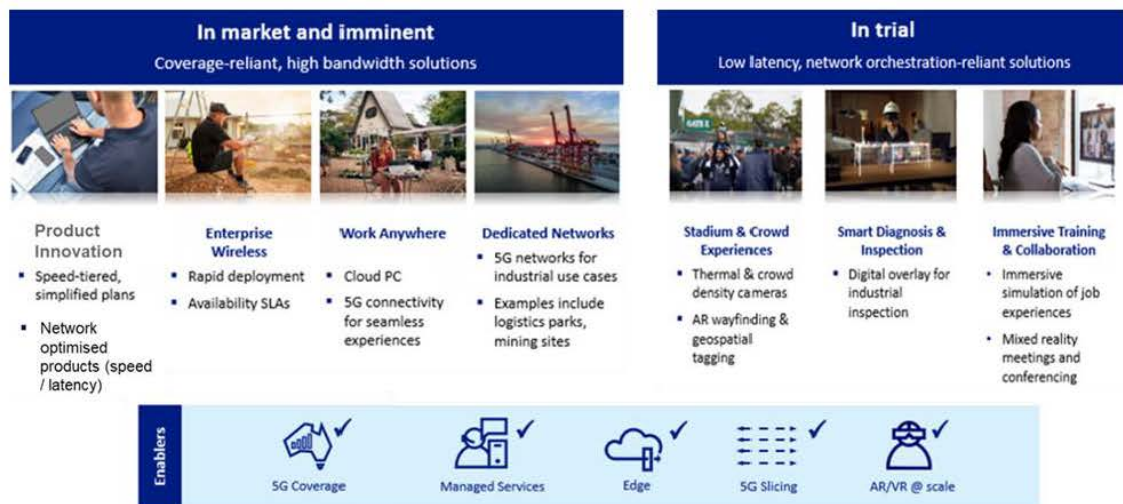 In market and imminent
Coverage-reliant, high bandwidth solutions
In trial
Low latency, network orchestration-reliant solutions
GATE 2
Product
Innovation
▪ Speed-tiered,
simplified plans
▪ Network
optimised
products (speed
/ latency)
Enterprise
Wireless
▪ Rapid deployment
▪ Availability SLAs
Work Anywhere
▪ Cloud PC
▪ 5G connectivity
for seamless
experiences
Dedicated Networks
▪ 5G networks for
industrial use cases
▪ Examples include
logistics parks,
mining sites
Stadium & Crowd
Experiences
▪ Thermal & crowd
density cameras
▪ AR wayfinding &
geospatial
tagging
Smart Diagnosis &
Inspection
▪ Digital overlay for
industrial
inspection
Immersive Training
& Collaboration
• Immersive
simulation of job
experiences
• Mixed reality
meetings and
conferencing
Enablers
5G Coverage
Managed Services
Edge
5G Slicing
AR/VR @ scale